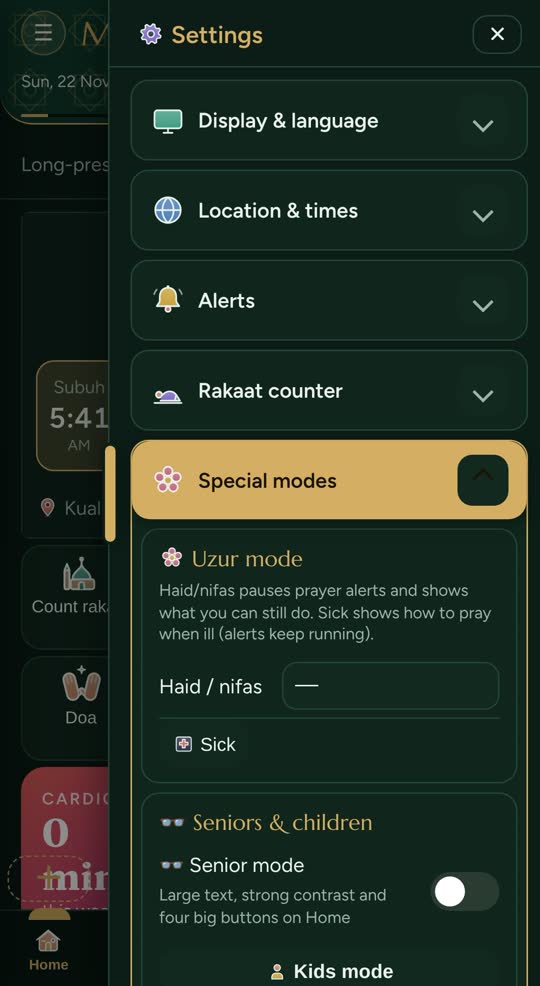 Settings
Sun, 22 Nov
Display & language
Long-pres
Location & times
Alerts
Subuh
5:41
AM
Rakaat counter
Special modes
Kual
Uzur mode
Haid/nifas pauses prayer alerts and shows
what you can still do. Sick shows how to pray
when ill (alerts keep running).
Count raka
Haid / nifas
—
Doa
Sick
CARDIO
0
min
Seniors & children
Senior mode
Large text, strong contrast and
four big buttons on Home
Home
Kids mode